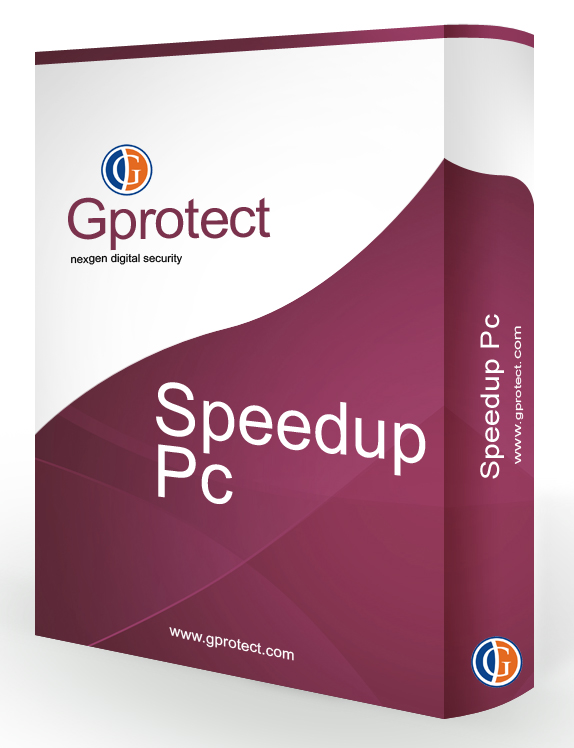 G
Gprotect
nexgen digital security
Speedup
Pc
www.gprotect.com
Speedup Pc
www.gprotect.com
G